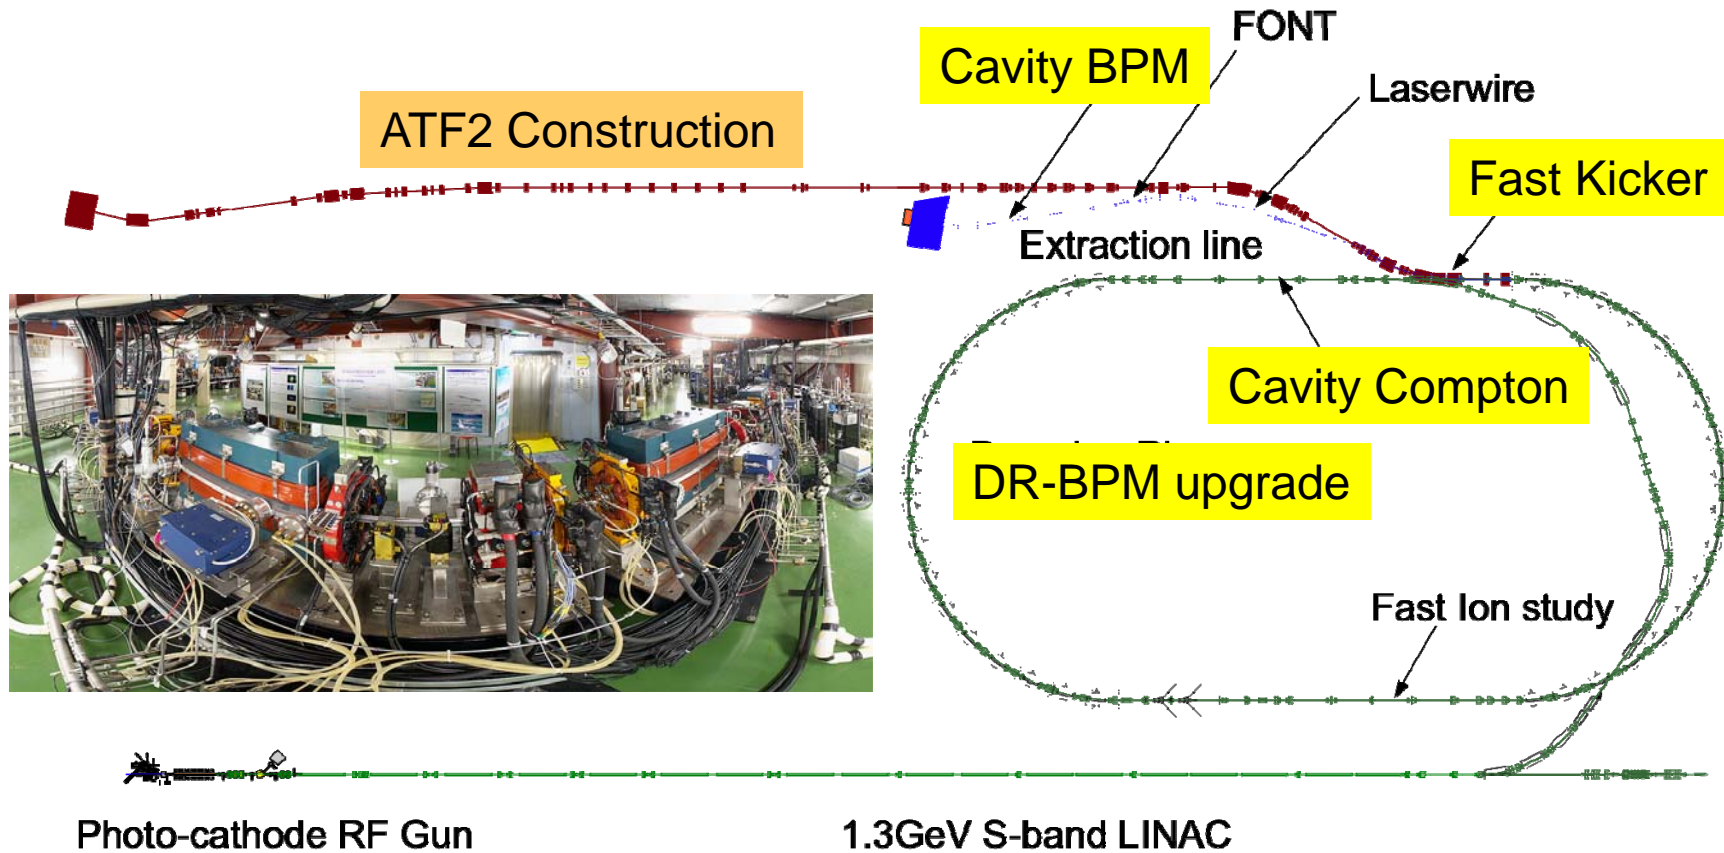 FONT
Cavity BPM
Laserwire
ATF2 Construction
Fast Kicker
Extraction line
Cavity Compton
DR-BPM upgrade
Fast Ion study
Photo-cathode RF Gun
1.3GeV S-band LINAC